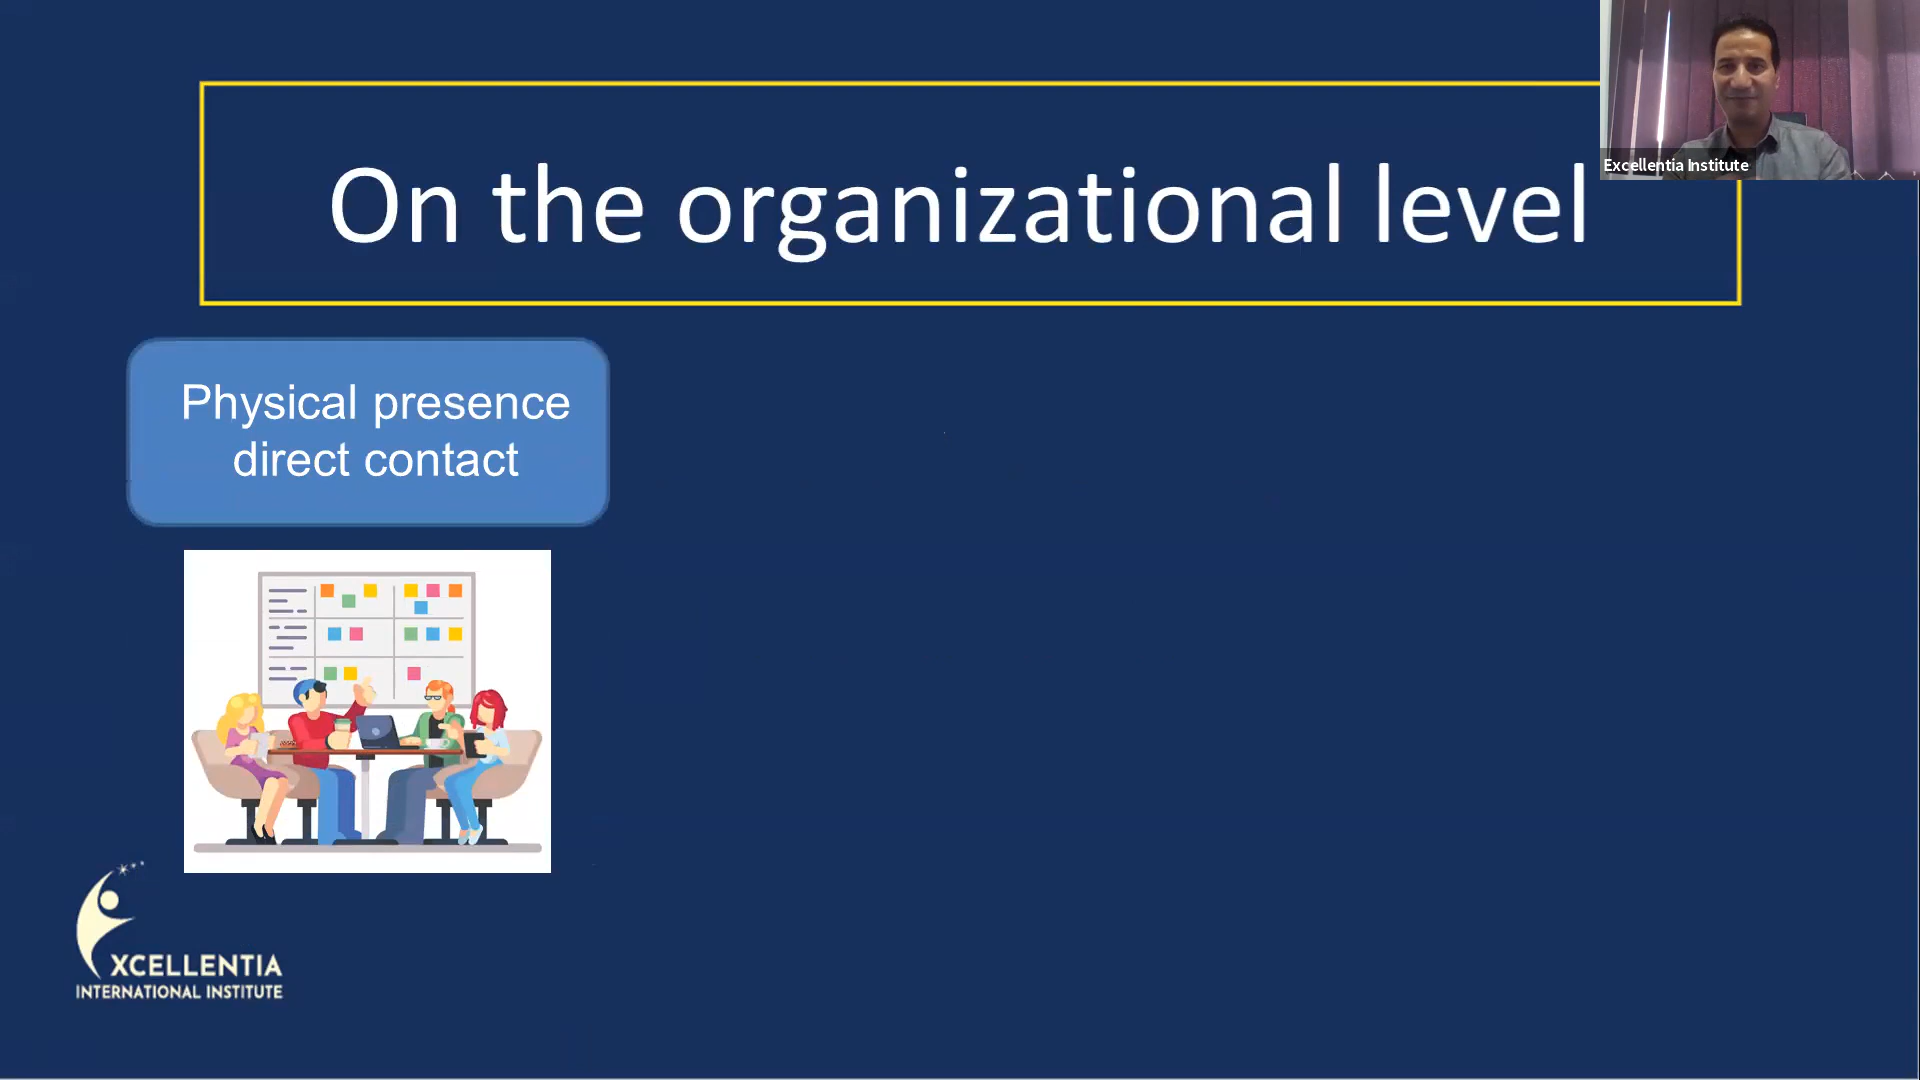 On the organizational level
Excellentia Institute
Physical presence
direct contact
XCELLENTIA
INTERNATIONAL INSTITUTE